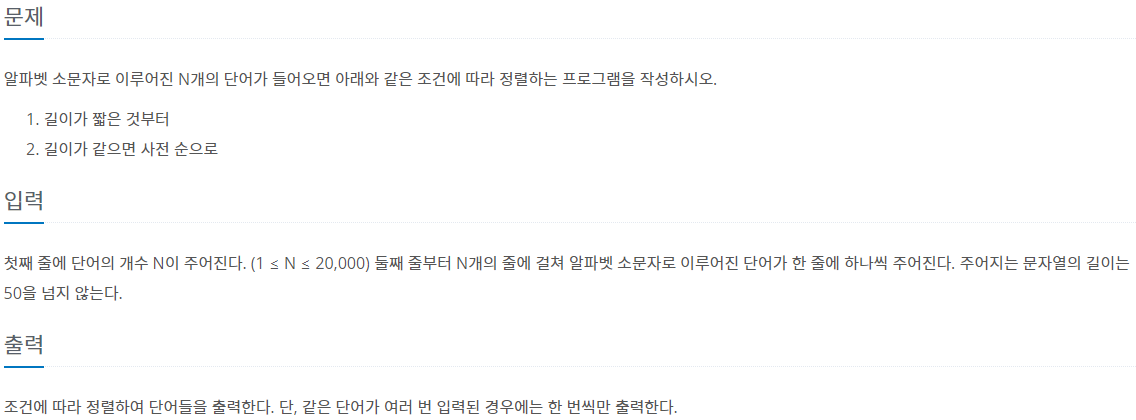 문제
알파벳 소문자로 이루어진 N개의 단어가 들어오면 아래와 같은 조건에 따라 정렬하는 프로그램을 작성하시오.
1. 길이가 짧은 것부터
2. 길이가 같으면 사전 순으로
입력
첫째 줄에 단어의 개수 N이 주어진다. (1 ≤ N ≤ 20,000) 둘째 줄부터 N개의 줄에 걸쳐 알파벳 소문자로 이루어진 단어가 한 줄에 하나씩 주어진다. 주어지는 문자열의 길이는
50을 넘지 않는다.
출력
조건에 따라 정렬하여 단어들을 출력한다. 단, 같은 단어가 여러 번 입력된 경우에는 한 번씩만 출력한다.